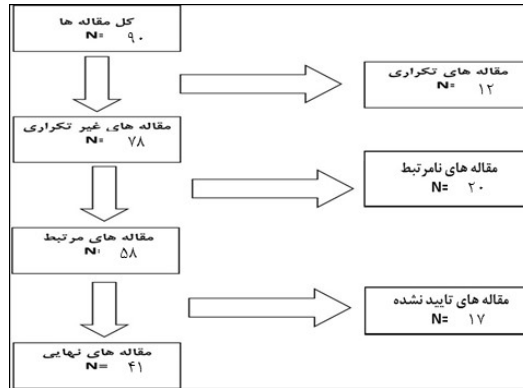 کل مقاله ها
N= ۹۰
مقاله های تکراری
N= ۱۲
مقاله های غیر تکراری
N= ۷۸
مقاله های نامرتبط
N= ۲۰
مقاله های مرتبط
N: ۵۸
مقاله های تایید نشده
N= ۱۷
مقاله های نهایی
N= ۴۱